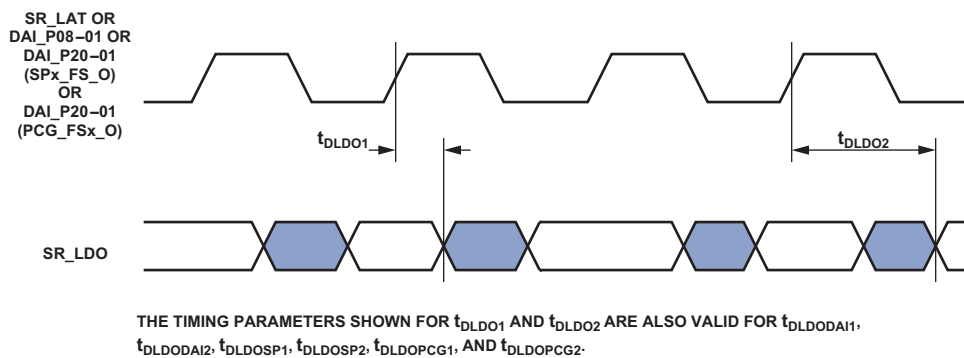 SR_LAT OR
DAI_P08–01 OR
DAI_P20–01
(SPx_FS_O)
OR
DAI_P20–01
(PCG_FSx_O)
tDLDO1
tDLDO2
SR_LDO
THE TIMING PARAMETERS SHOWN FOR tDLDO1 AND tDLDO2 ARE ALSO VALID FOR tDLDODAI1,
tDLDODAI2, tDLDOSP1, tDLDOSP2, tDLDOPCG1, AND tDLDOPCG2.